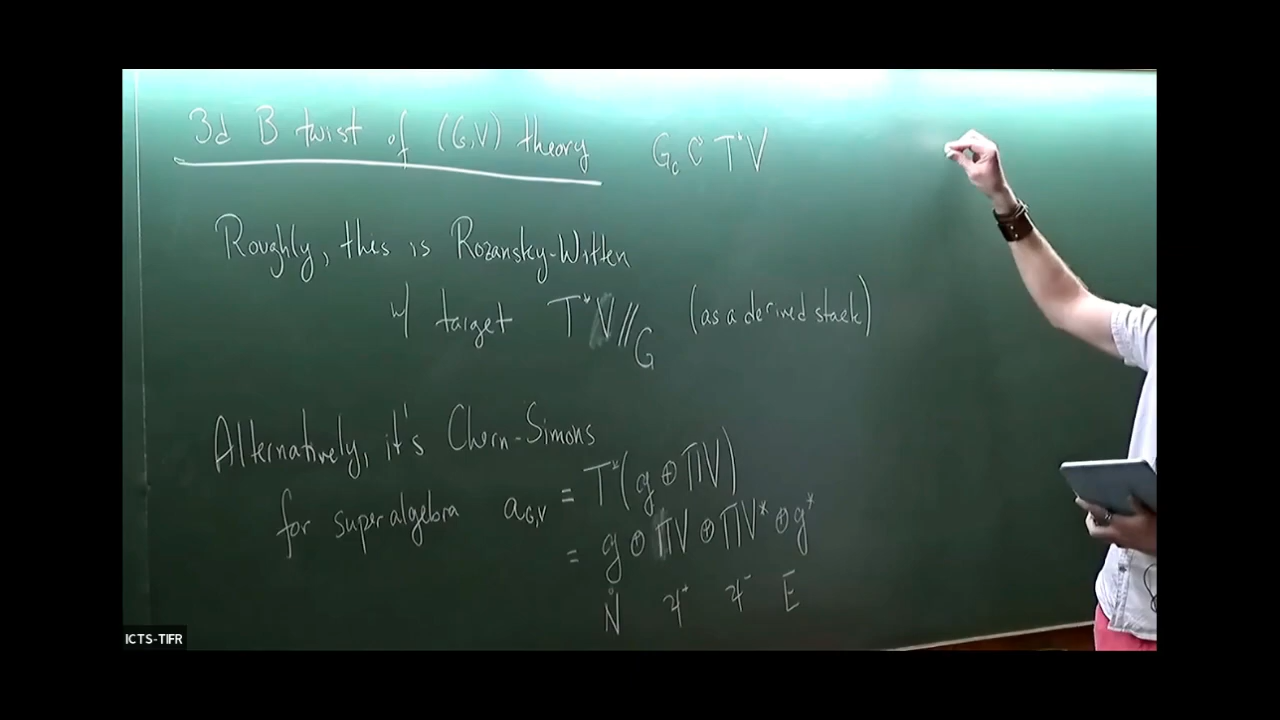 3d B twist of (G,V) theory   G_c ↻ T*V
Roughly, this is Rozansky-Witten
w/ target T*V//G (as a derived stack)
Alternatively, it's Chern-Simons
for superalgebra a_{G,V} = T*(g ⊕ ΠV)
= g ⊕ ΠV ⊕ ΠV* ⊕ g*
N ψ⁺ ψ⁻ E
ICTS-TIFR